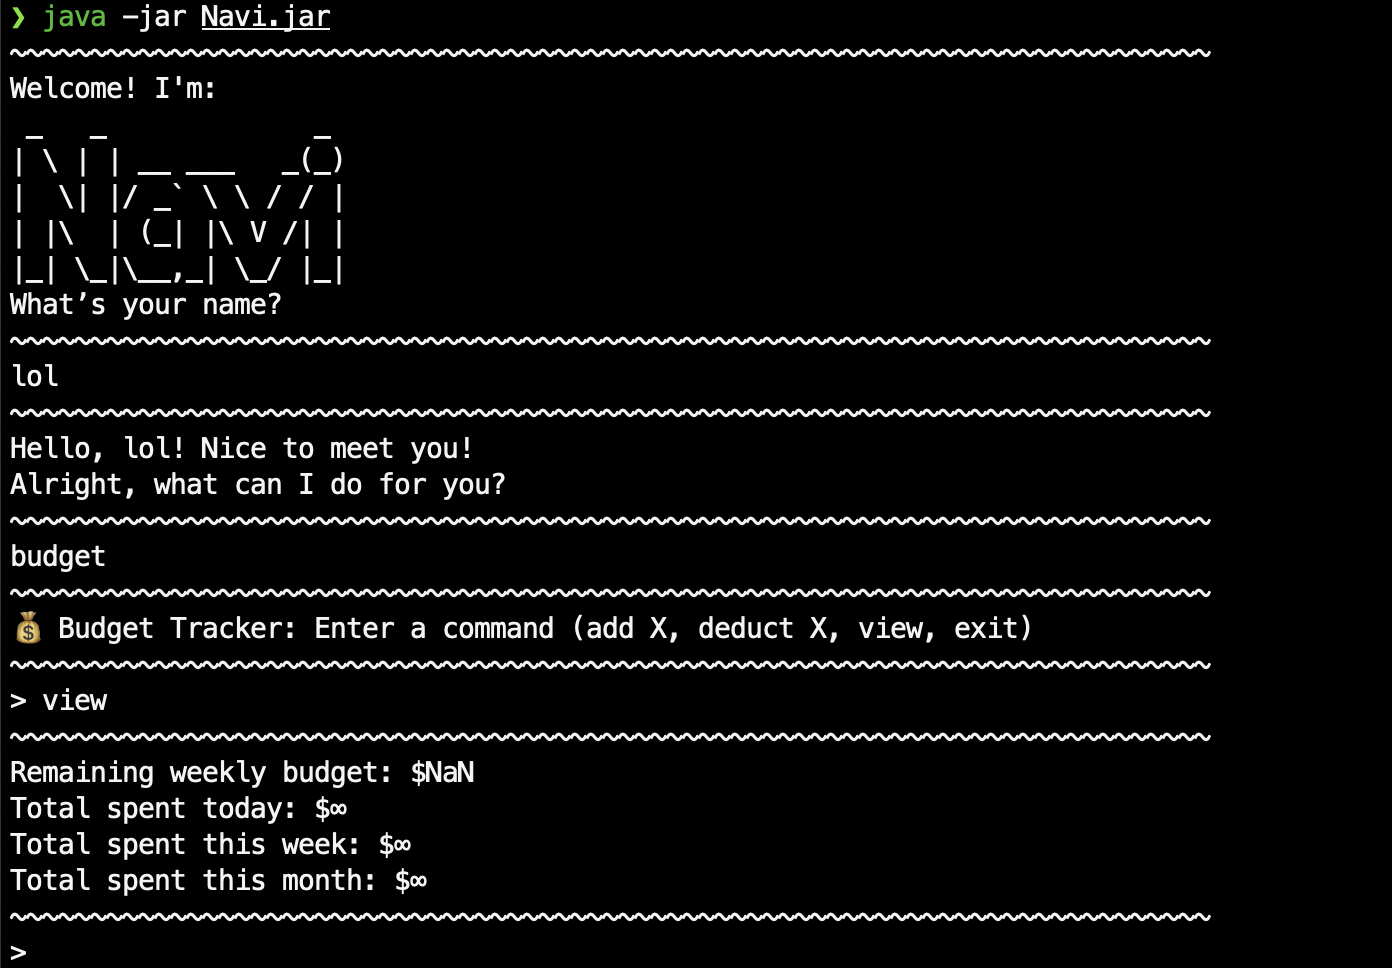 ❯ java -jar Navi.jar
~~~~~~~~~~~~~~~~~~~~~~~~~~~~~~~~~~~~~~~~~~~~~~~~~~~~~~~~~~~~~~~~~~~~~~~~~~~
Welcome! I'm:
 _   _             _
| \ | | __ ___   _(_)
|  \| |/ _` \ \ / / |
| |\  | (_| |\ V /| |
|_| \_|\__,_| \_/ |_|
What’s your name?
~~~~~~~~~~~~~~~~~~~~~~~~~~~~~~~~~~~~~~~~~~~~~~~~~~~~~~~~~~~~~~~~~~~~~~~~~~~
lol
~~~~~~~~~~~~~~~~~~~~~~~~~~~~~~~~~~~~~~~~~~~~~~~~~~~~~~~~~~~~~~~~~~~~~~~~~~~
Hello, lol! Nice to meet you!
Alright, what can I do for you?
~~~~~~~~~~~~~~~~~~~~~~~~~~~~~~~~~~~~~~~~~~~~~~~~~~~~~~~~~~~~~~~~~~~~~~~~~~~
budget
~~~~~~~~~~~~~~~~~~~~~~~~~~~~~~~~~~~~~~~~~~~~~~~~~~~~~~~~~~~~~~~~~~~~~~~~~~~
💰 Budget Tracker: Enter a command (add X, deduct X, view, exit)
~~~~~~~~~~~~~~~~~~~~~~~~~~~~~~~~~~~~~~~~~~~~~~~~~~~~~~~~~~~~~~~~~~~~~~~~~~~
> view
~~~~~~~~~~~~~~~~~~~~~~~~~~~~~~~~~~~~~~~~~~~~~~~~~~~~~~~~~~~~~~~~~~~~~~~~~~~
Remaining weekly budget: $NaN
Total spent today: $∞
Total spent this week: $∞
Total spent this month: $∞
~~~~~~~~~~~~~~~~~~~~~~~~~~~~~~~~~~~~~~~~~~~~~~~~~~~~~~~~~~~~~~~~~~~~~~~~~~~
>